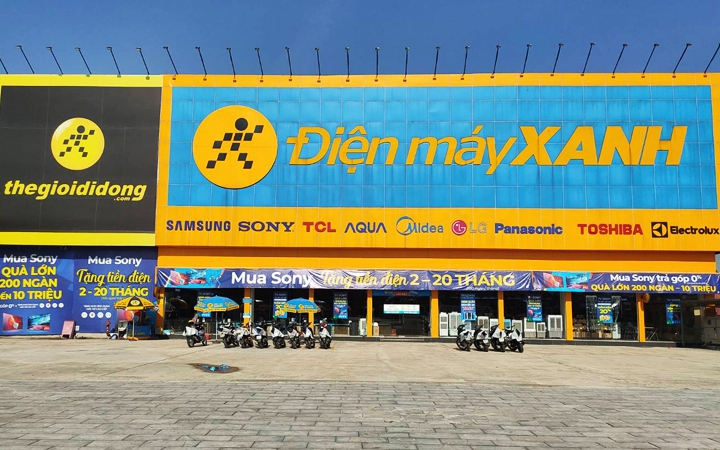 Điện máyXANH
thegioididong
.com
SAMSUNG SONY TCL AQUA Midea LG Panasonic TOSHIBA Electrolux
Mua Sony
QUÀ LỚN
200 NGÀN
ĐẾN 10 TRIỆU
Mua Sony
Tặng tiền điện
2 - 20 THÁNG
Mua Sony Tặng tiền điện 2 - 20 THÁNG
Mua Sony trả góp 0%
QUÀ LỚN 200 NGÀN - 10 TRIỆU